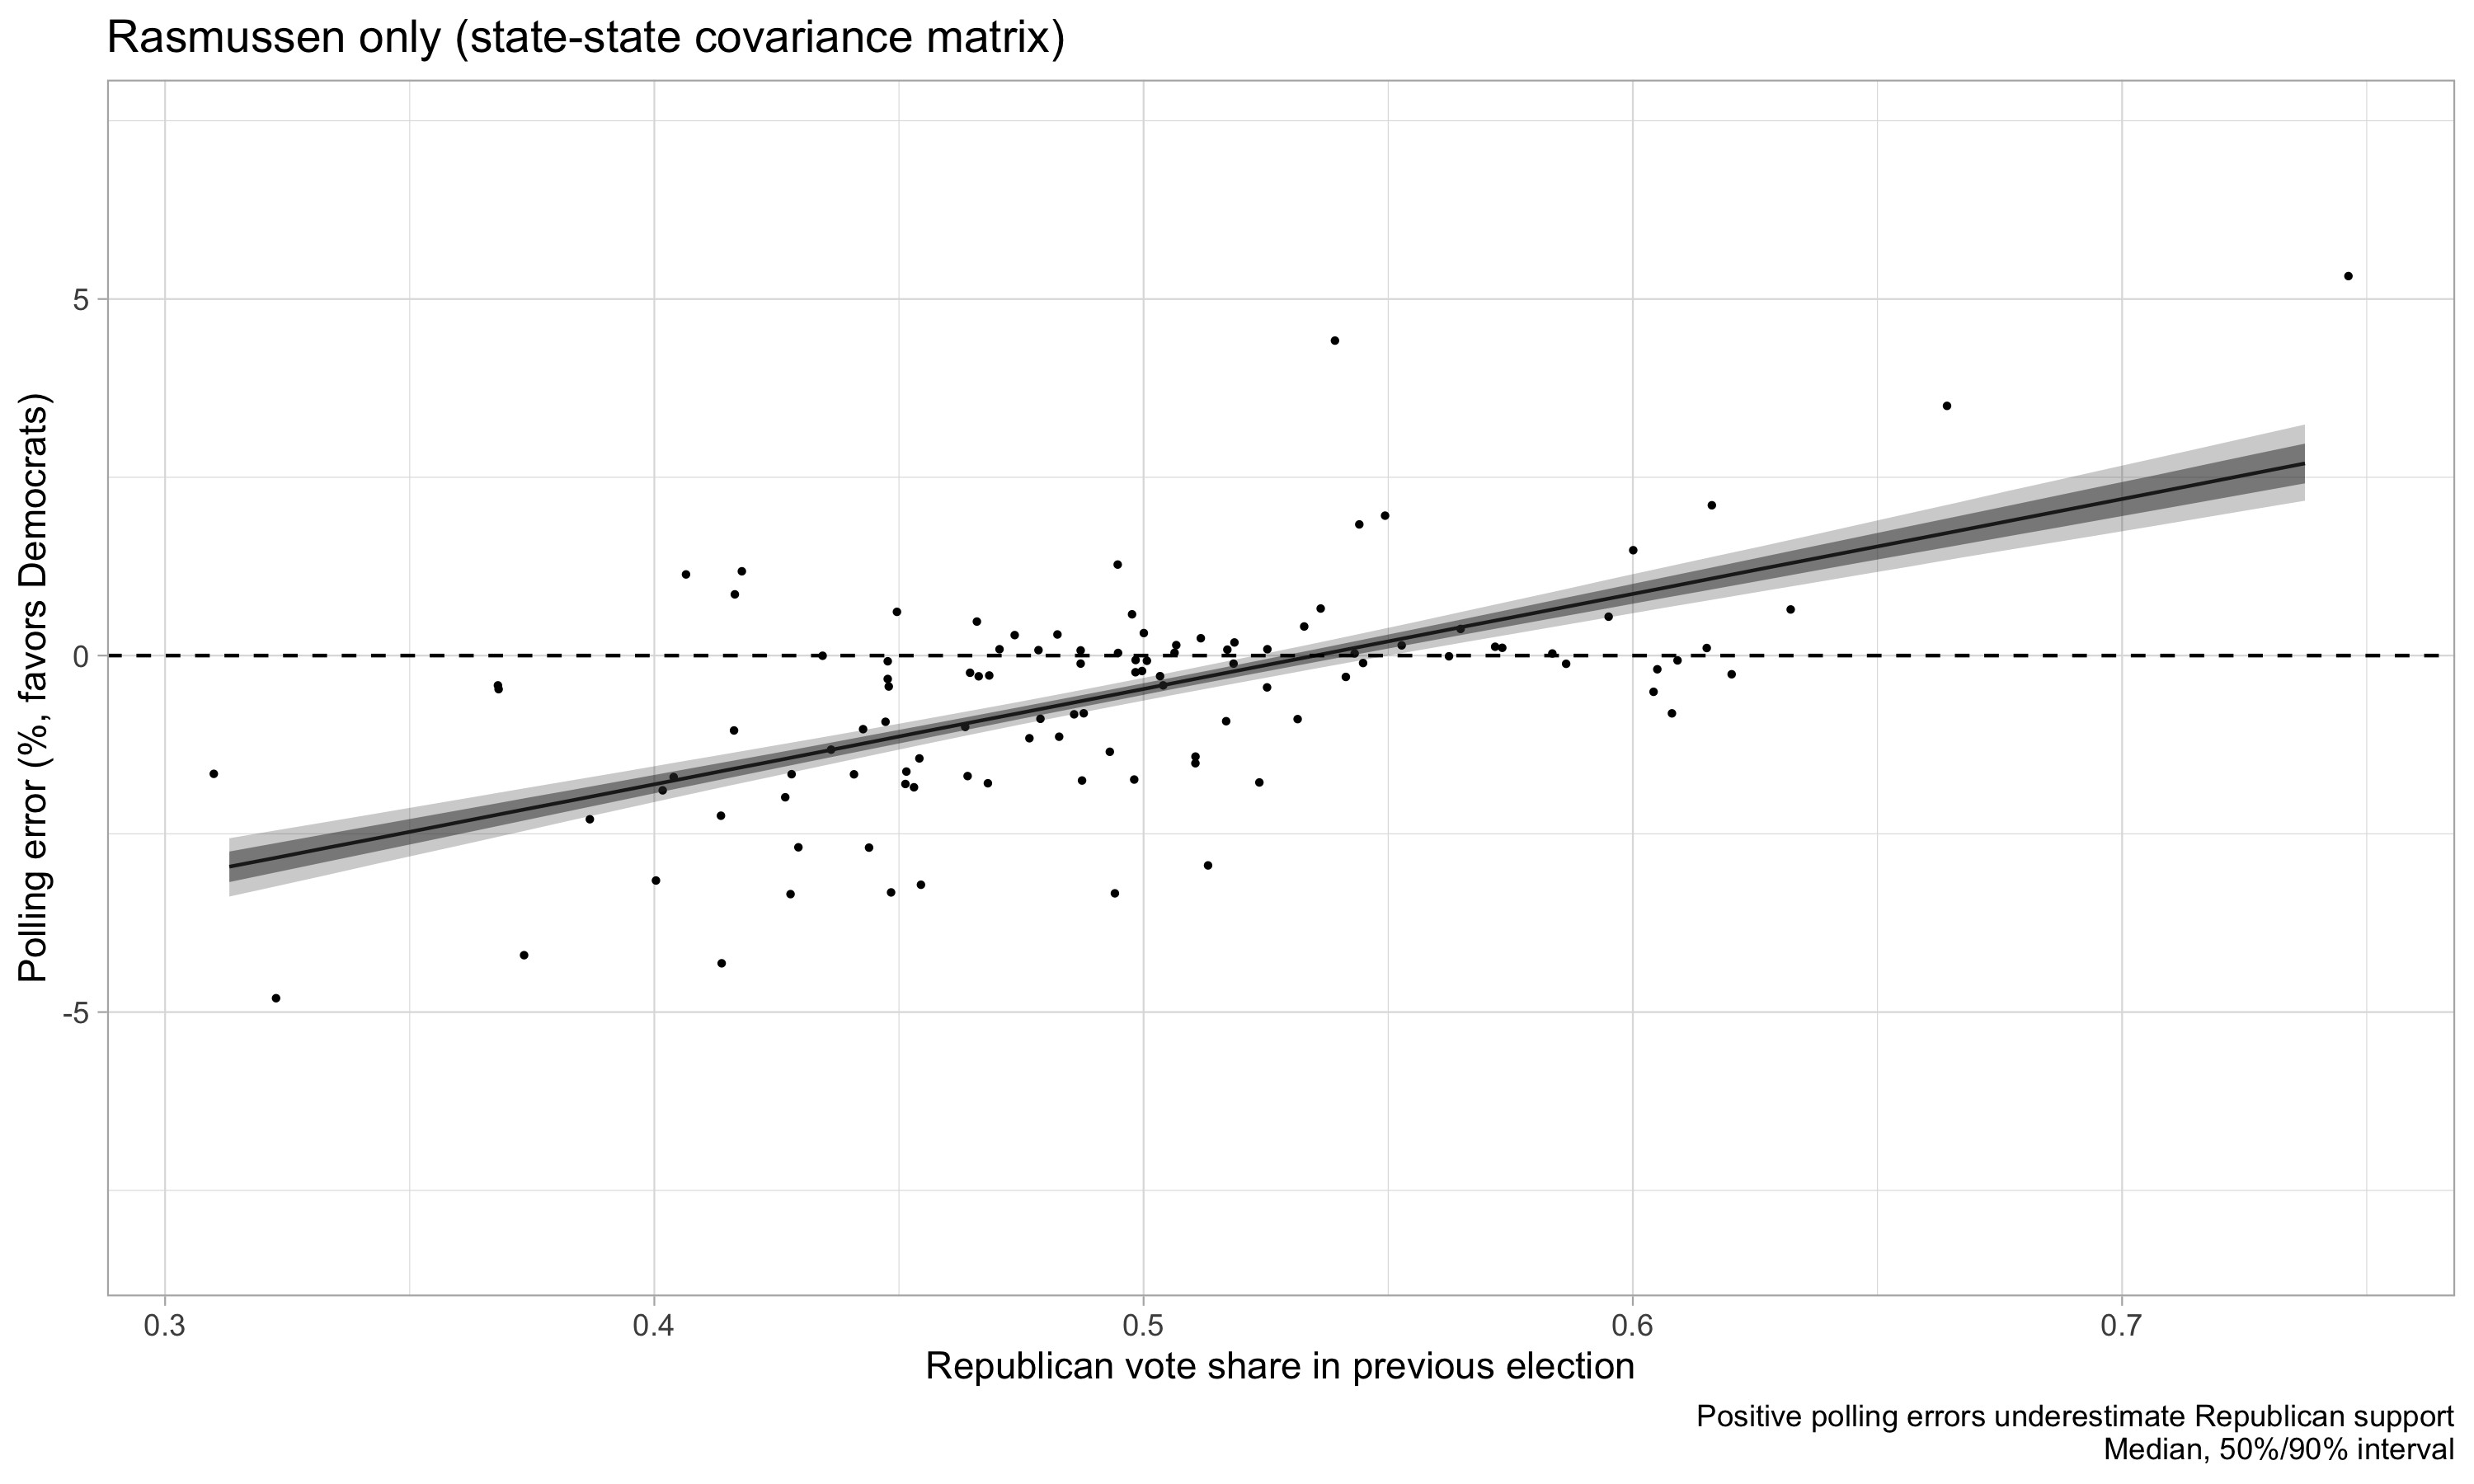 Rasmussen only (state-state covariance matrix)
Polling error (%, favors Democrats)
5
0
-5
0.3
0.4
0.5
0.6
0.7
Republican vote share in previous election
Positive polling errors underestimate Republican support
Median, 50%/90% interval